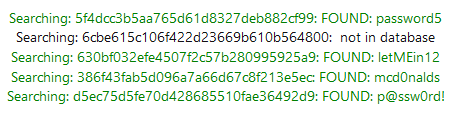 Searching: 5f4dcc3b5aa765d61d8327deb882cf99: FOUND: password5
Searching: 6cbe615c106f422d23669b610b564800:  not in database
Searching: 630bf032efe4507f2c57b280995925a9: FOUND: letMEin12
Searching: 386f43fab5d096a7a66d67c8f213e5ec: FOUND: mcd0nalds
Searching: d5ec75d5fe70d428685510fae36492d9: FOUND: p@ssw0rd!